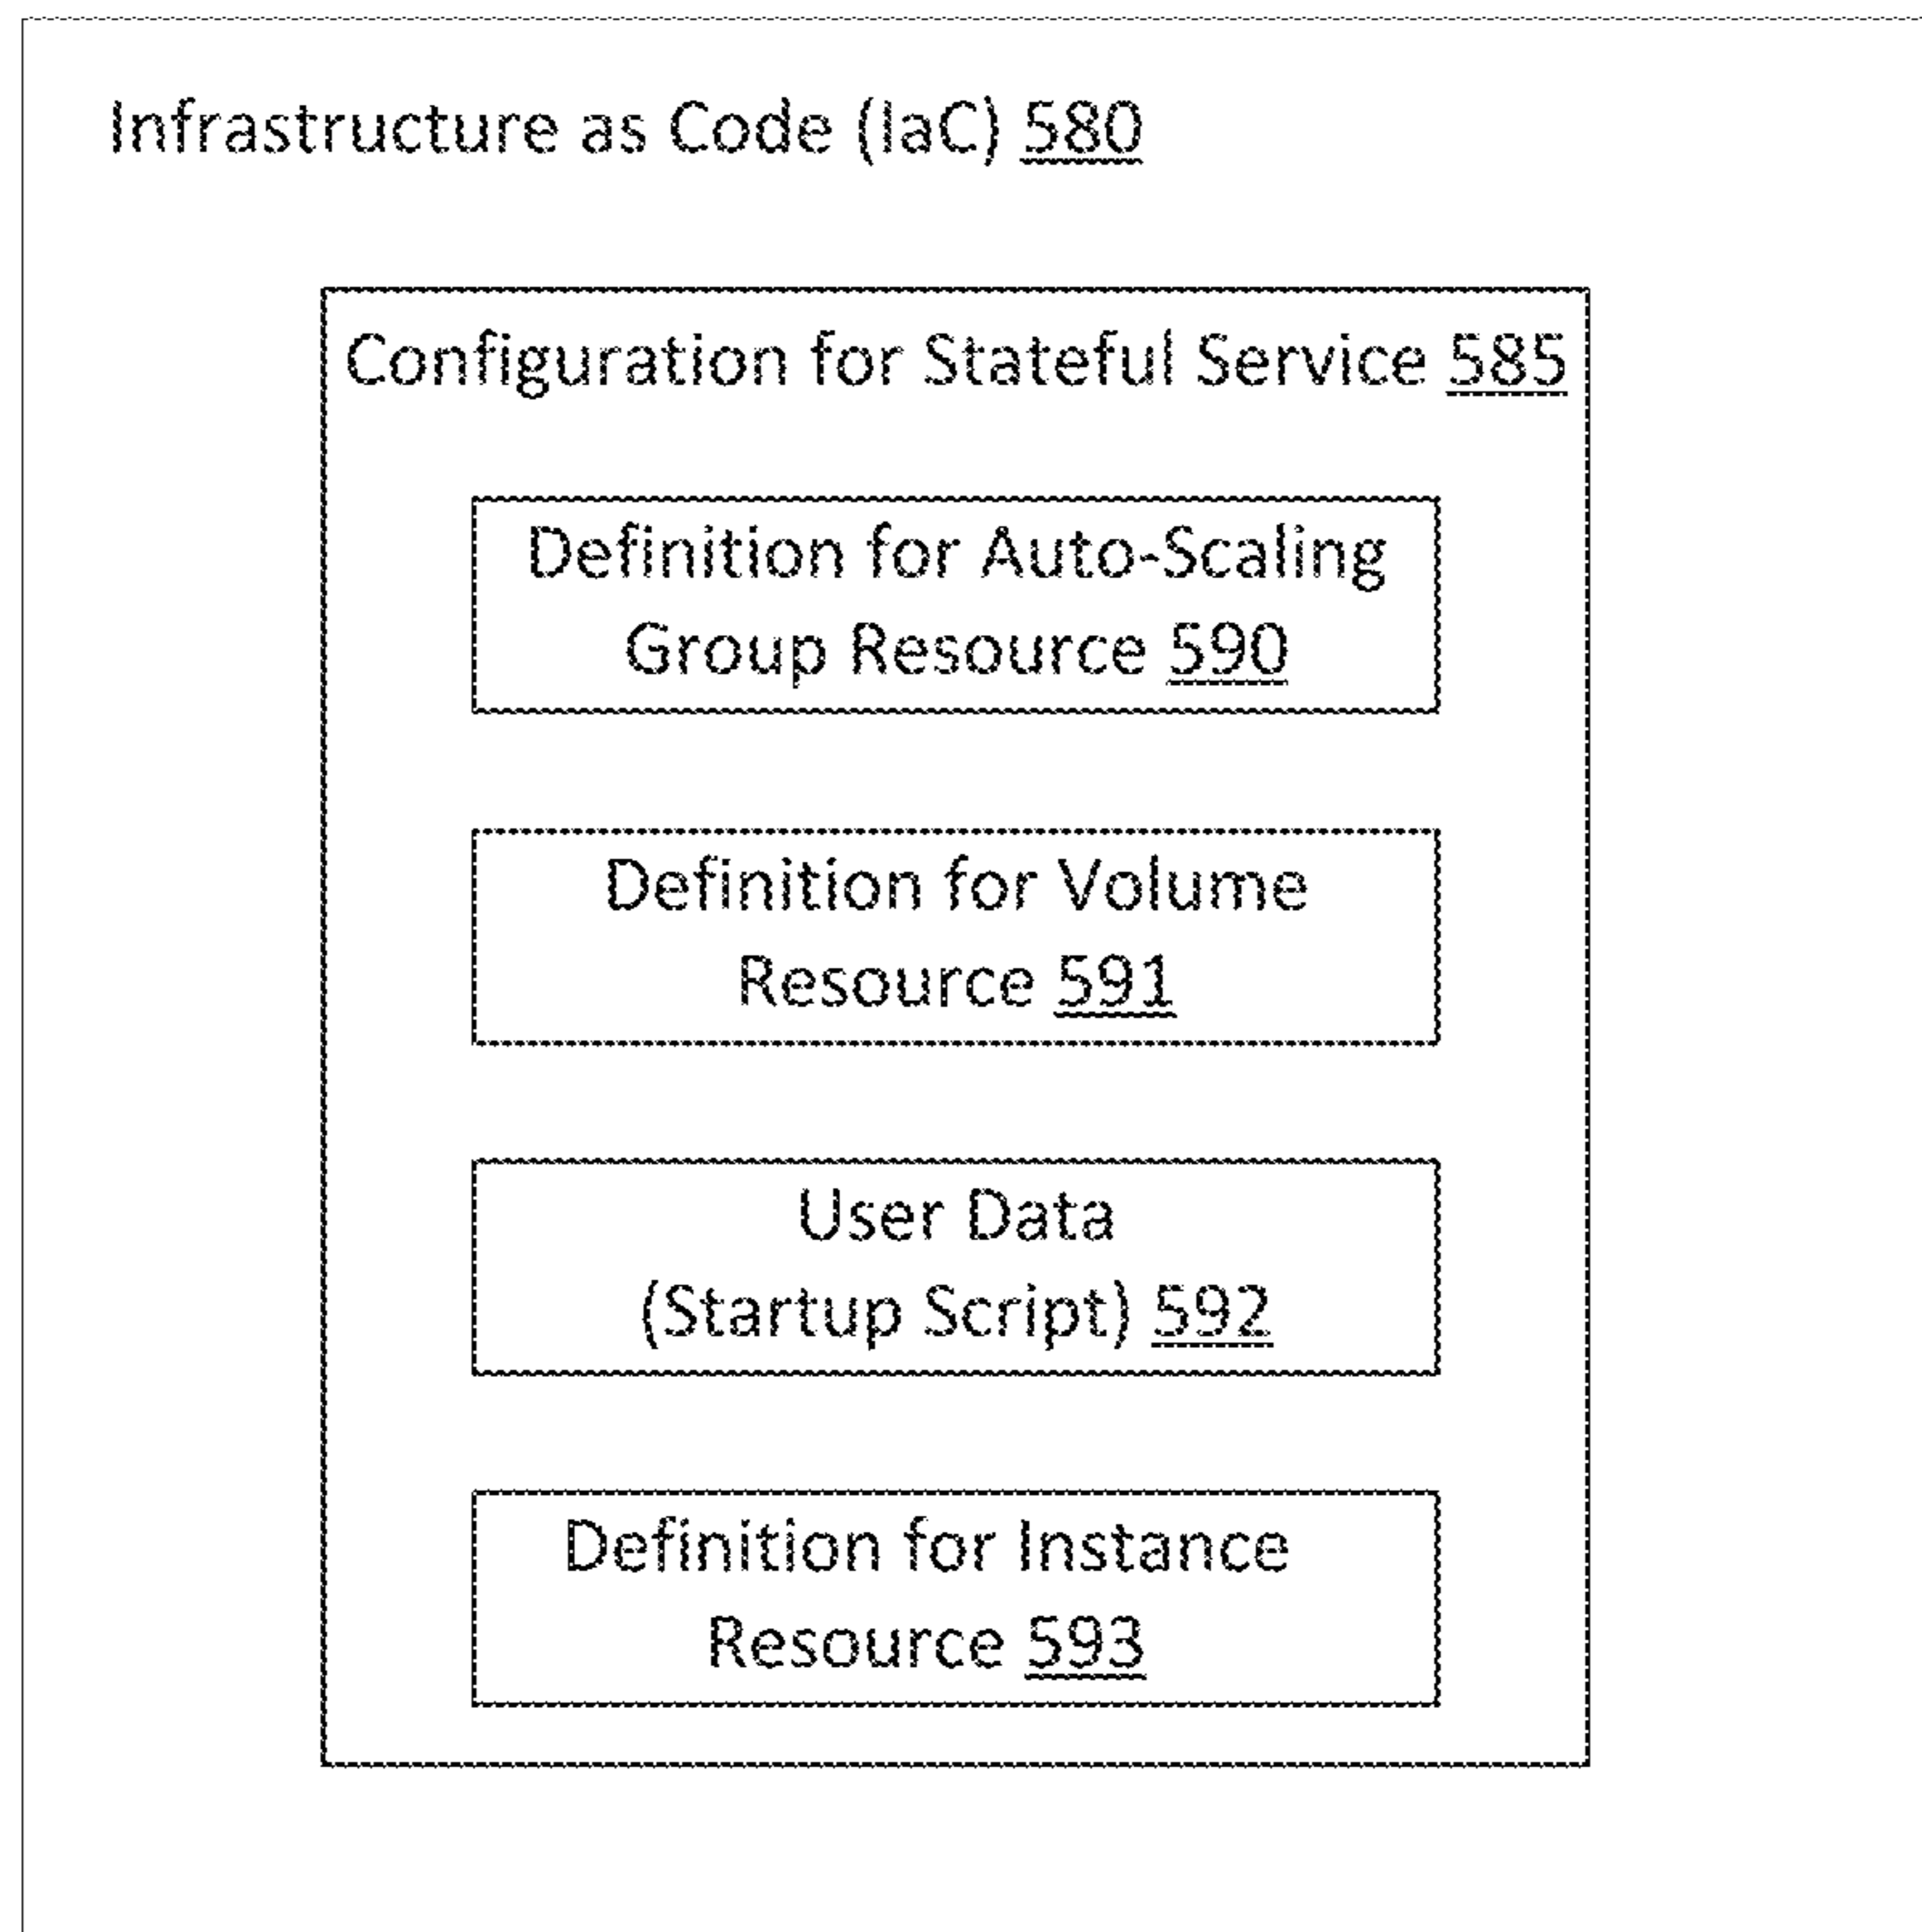 Infrastructure as Code (IaC) 580
Configuration for Stateful Service 585
Definition for Auto-Scaling
Group Resource 590
Definition for Volume
Resource 591
User Data
(Startup Script) 592
Definition for Instance
Resource 593